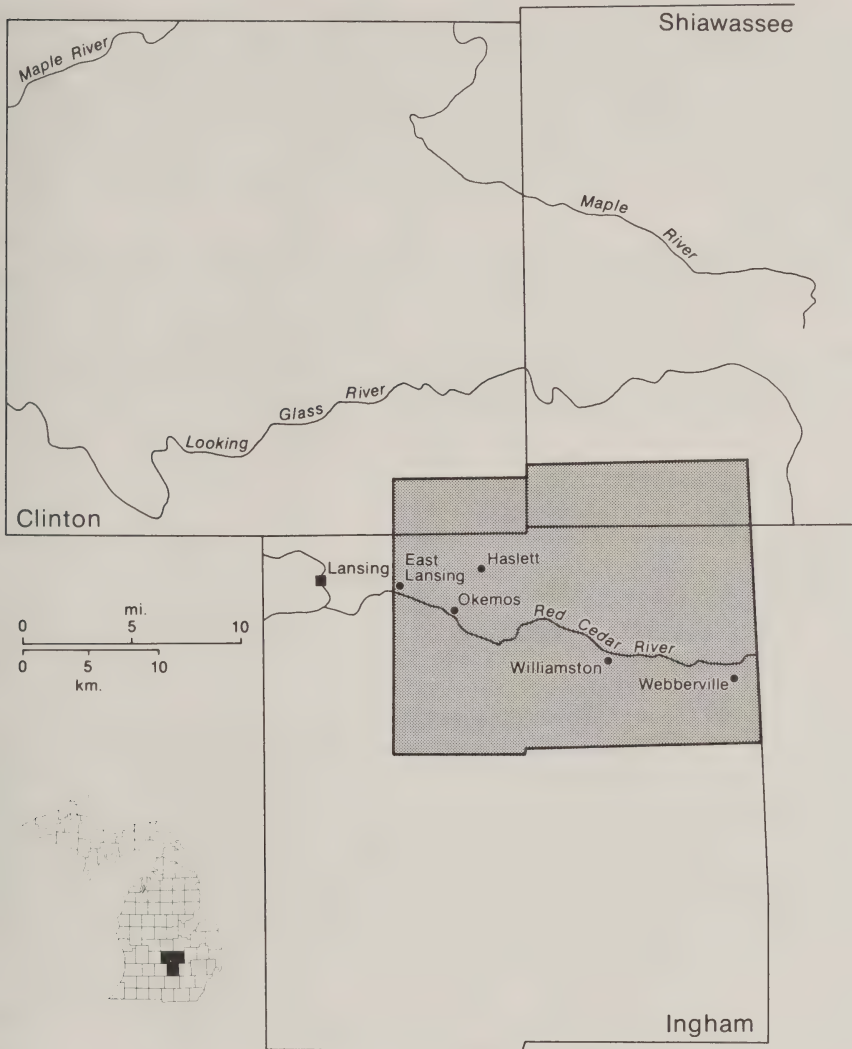 Shiawassee
Maple River
Maple
River
Looking
Glass
River
Clinton
Lansing
East
Lansing
Haslett
Okemos
Red
Cedar
River
Williamston
Webberville
mi.
0 5 10
0 5 10
km.
Ingham